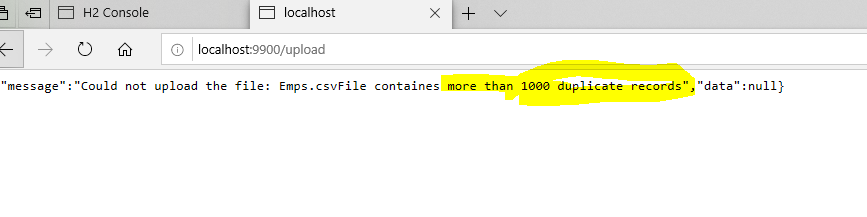 H2 Console
localhost
localhost:9900/upload
"message":"Could not upload the file: Emps.csvFile containes more than 1000 duplicate records","data":null}